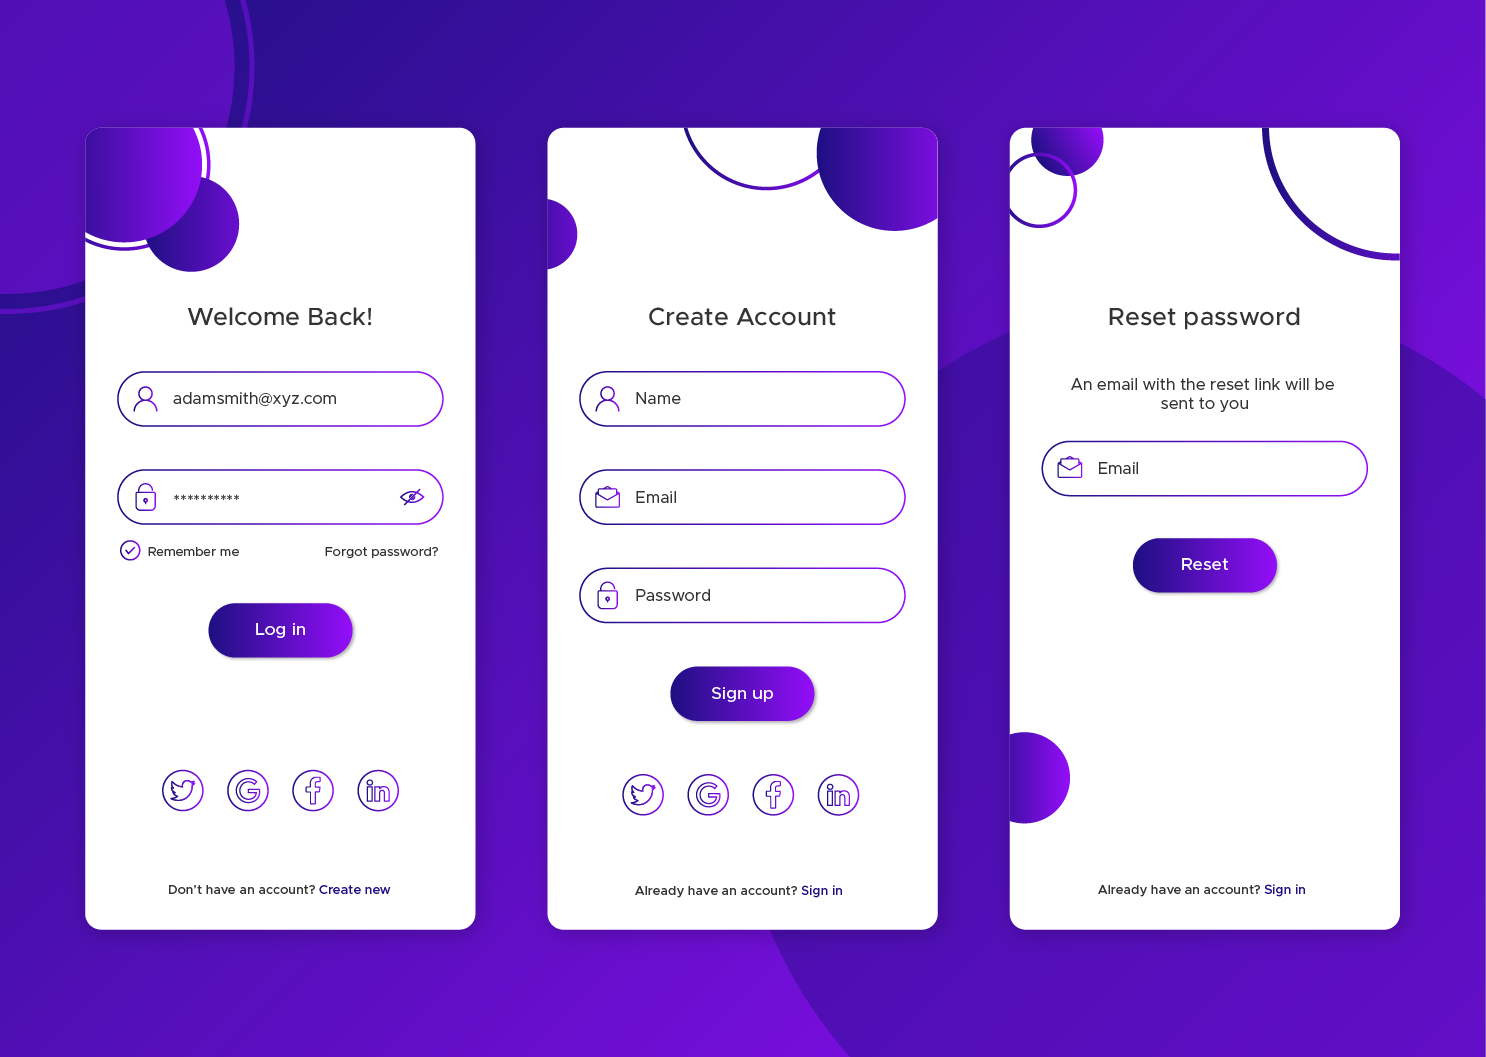 Welcome Back!
adamsmith@xyz.com
**********
Remember me
Forgot password?
Log in
Don't have an account? Create new
Create Account
Name
Email
Password
Sign up
Already have an account? Sign in
Reset password
An email with the reset link will be
sent to you
Email
Reset
Already have an account? Sign in